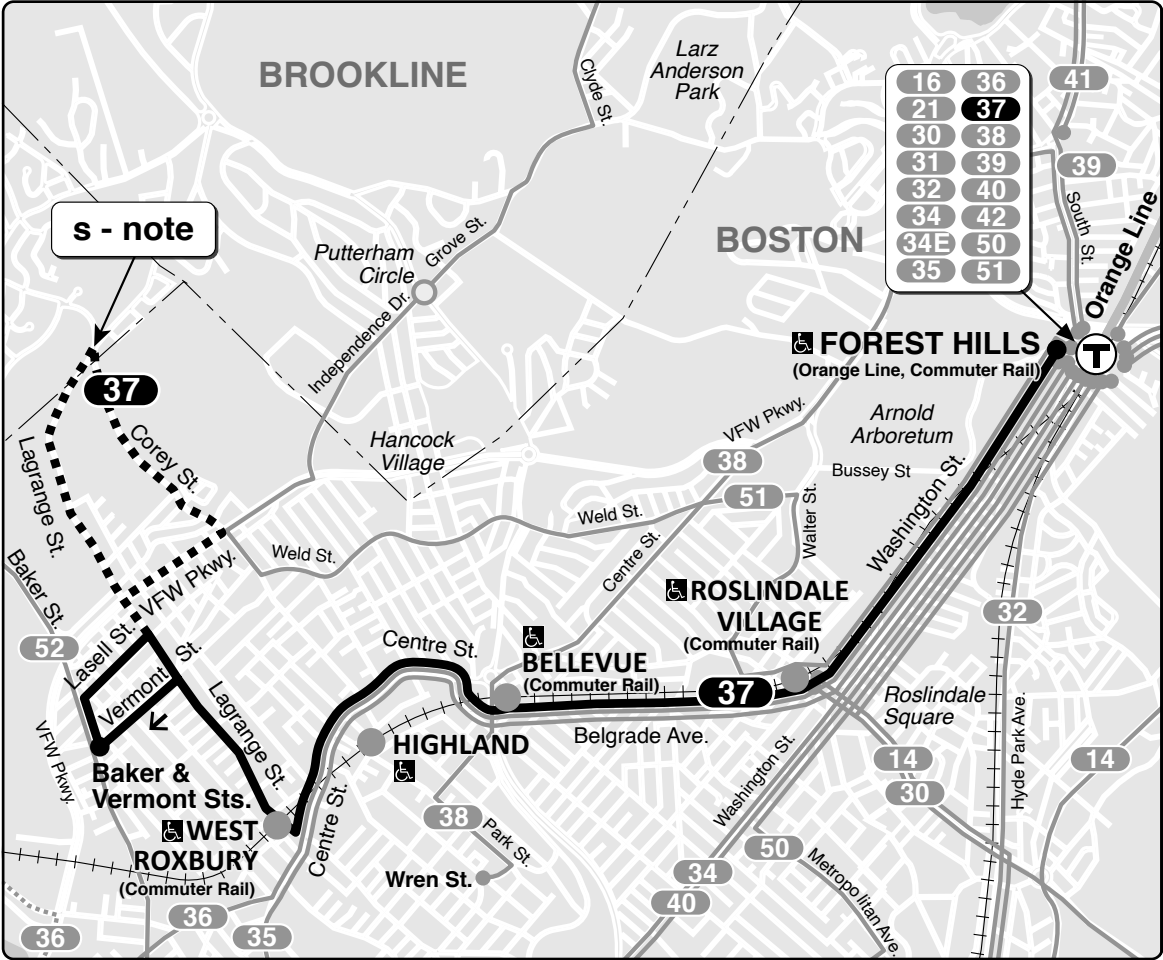 BROOKLINE
Clyde St.
Larz
Anderson
Park
16 36
21 37
30 38
31 39
32 40
34 42
34E 50
35 51
41
39
South St.
Orange Line
s - note
Putterham
Circle
Grove St.
Independence Dr.
BOSTON
FOREST HILLS
(Orange Line, Commuter Rail)
T
37
Corey St.
Lagrange St.
Hancock
Village
VFW Pkwy.
38
Arnold
Arboretum
Bussey St
51
Walter St.
Washington St.
Weld St.
Weld St.
Centre St.
Baker St.
52
VFW Pkwy.
Lasell St.
Vermont St.
Lagrange St.
VFW Pkwy.
Centre St.
BELLEVUE
(Commuter Rail)
ROSLINDALE
VILLAGE
(Commuter Rail)
37
32
Roslindale
Square
Hyde Park Ave.
HIGHLAND
Belgrade Ave.
Washington St.
14
30
14
Baker &
Vermont Sts.
WEST
ROXBURY
(Commuter Rail)
Centre St.
38
Park St.
Wren St.
50
Metropolitan Ave.
34
40
36
36
35